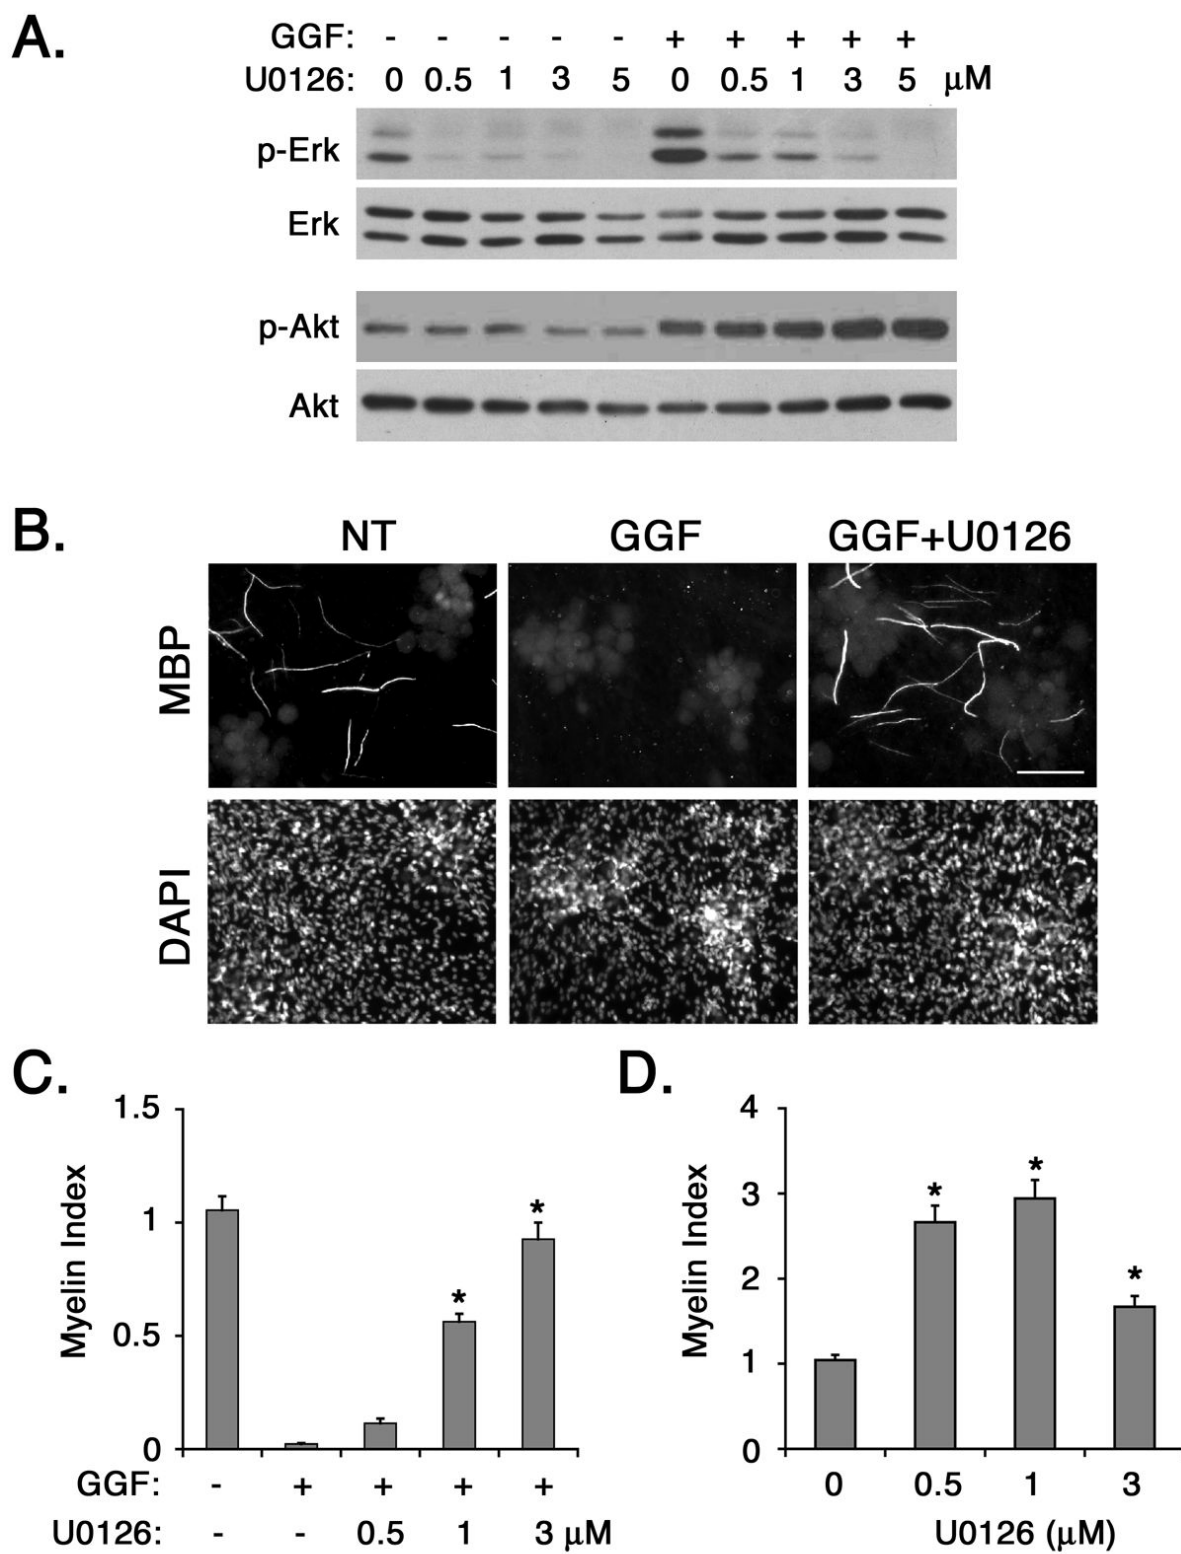 A.
GGF: - - - - - + + + + +
U0126: 0 0.5 1 3 5 0 0.5 1 3 5 μM
p-Erk
Erk
p-Akt
Akt
B.
NT GGF GGF+U0126
MBP
DAPI
C.
Myelin Index
1.5
1
0.5
0
* *
GGF: - + + + +
U0126: - - 0.5 1 3 μM
D.
Myelin Index
4
3
2
1
0
* * *
0 0.5 1 3
U0126 (μM)